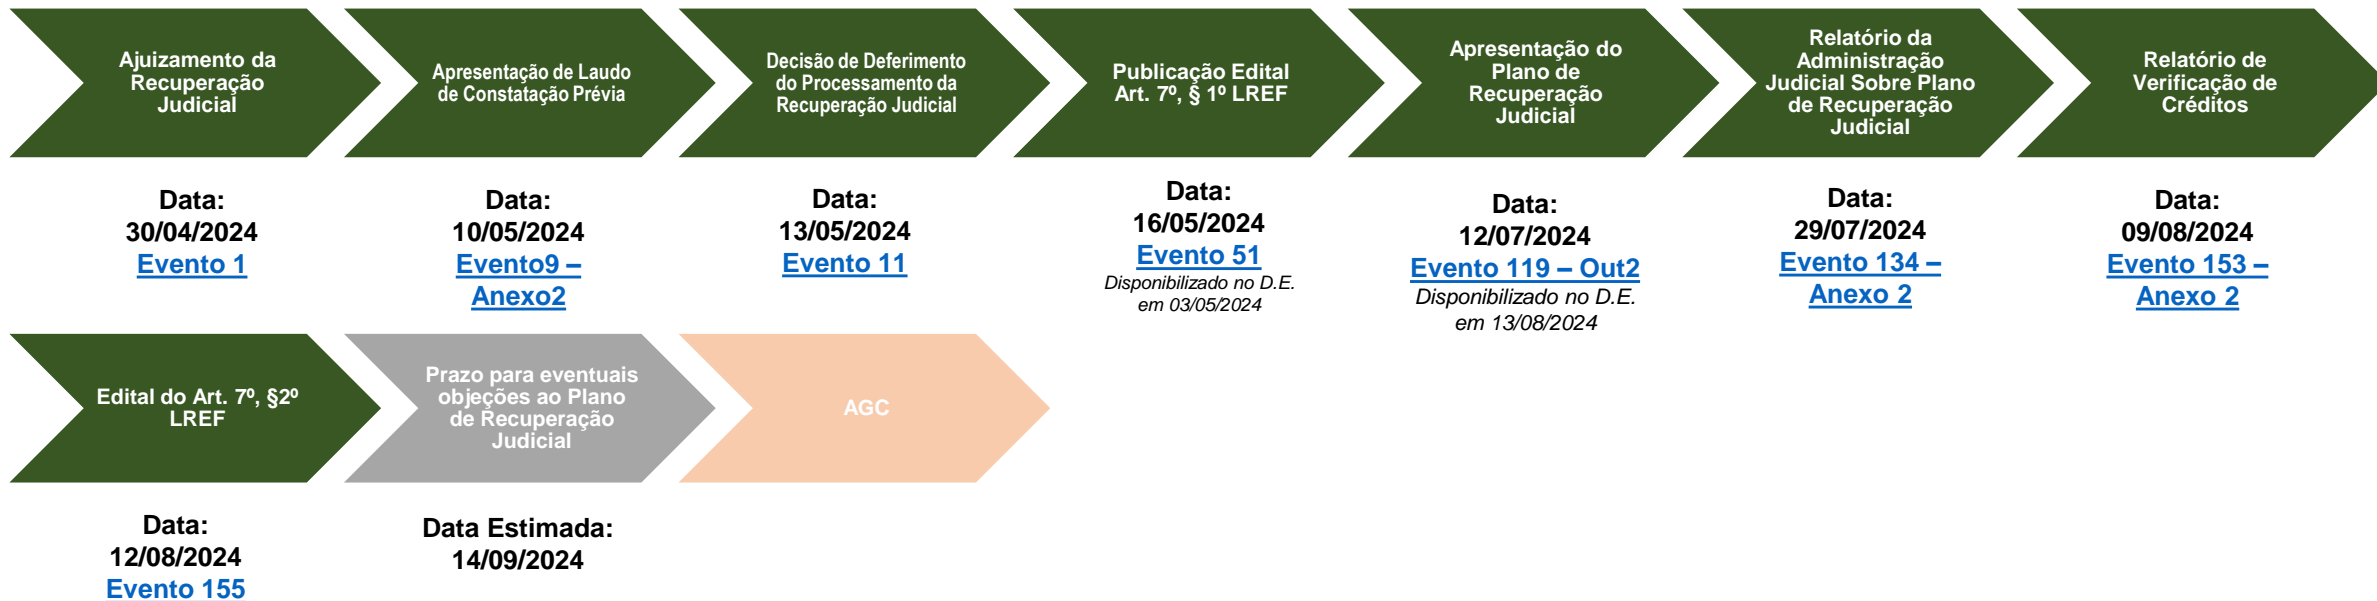 Ajuizamento da
Recuperação
Judicial
Apresentação de Laudo
de Constatação Prévia
Decisão de Deferimento
do Processamento da
Recuperação Judicial
Publicação Edital
Art. 7º, § 1º LREF
Apresentação do
Plano de
Recuperação
Judicial
Relatório da
Administração
Judicial Sobre Plano
de Recuperação
Judicial
Relatório de
Verificação de
Créditos
Data:
30/04/2024
Evento 1
Data:
10/05/2024
Evento9 –
Anexo2
Data:
13/05/2024
Evento 11
Data:
16/05/2024
Evento 51
Disponibilizado no D.E.
em 03/05/2024
Data:
12/07/2024
Evento 119 – Out2
Disponibilizado no D.E.
em 13/08/2024
Data:
29/07/2024
Evento 134 –
Anexo 2
Data:
09/08/2024
Evento 153 –
Anexo 2
Edital do Art. 7º, §2º
LREF
Prazo para eventuais
objeções ao Plano
de Recuperação
Judicial
AGC
Data:
12/08/2024
Evento 155
Data Estimada:
14/09/2024